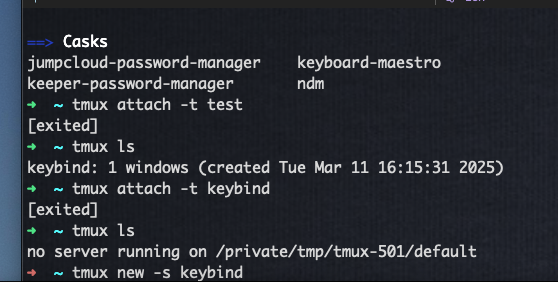 ==> Casks
jumpcloud-password-manager keyboard-maestro
keeper-password-manager ndm
➜ ~ tmux attach -t test
[exited]
➜ ~ tmux ls
keybind: 1 windows (created Tue Mar 11 16:15:31 2025)
➜ ~ tmux attach -t keybind
[exited]
➜ ~ tmux ls
no server running on /private/tmp/tmux-501/default
➜ ~ tmux new -s keybind